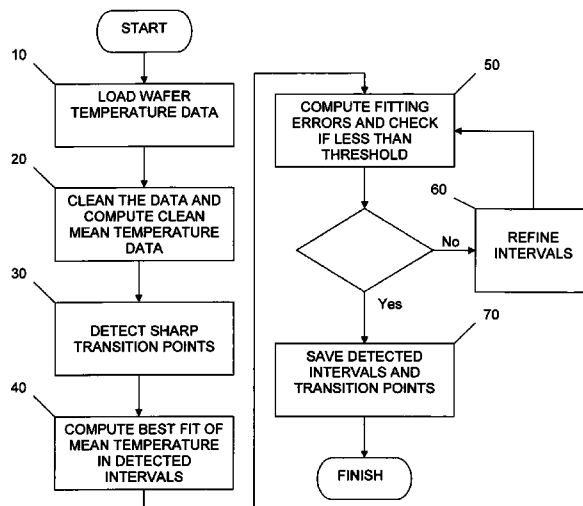 START
10
LOAD WAFER
TEMPERATURE DATA
20
CLEAN THE DATA AND
COMPUTE CLEAN
MEAN TEMPERATURE
DATA
30
DETECT SHARP
TRANSITION POINTS
40
COMPUTE BEST FIT OF
MEAN TEMPERATURE
IN DETECTED
INTERVALS
50
COMPUTE FITTING
ERRORS AND CHECK
IF LESS THAN
THRESHOLD
60
REFINE
INTERVALS
No
Yes
70
SAVE DETECTED
INTERVALS AND
TRANSITION POINTS
FINISH